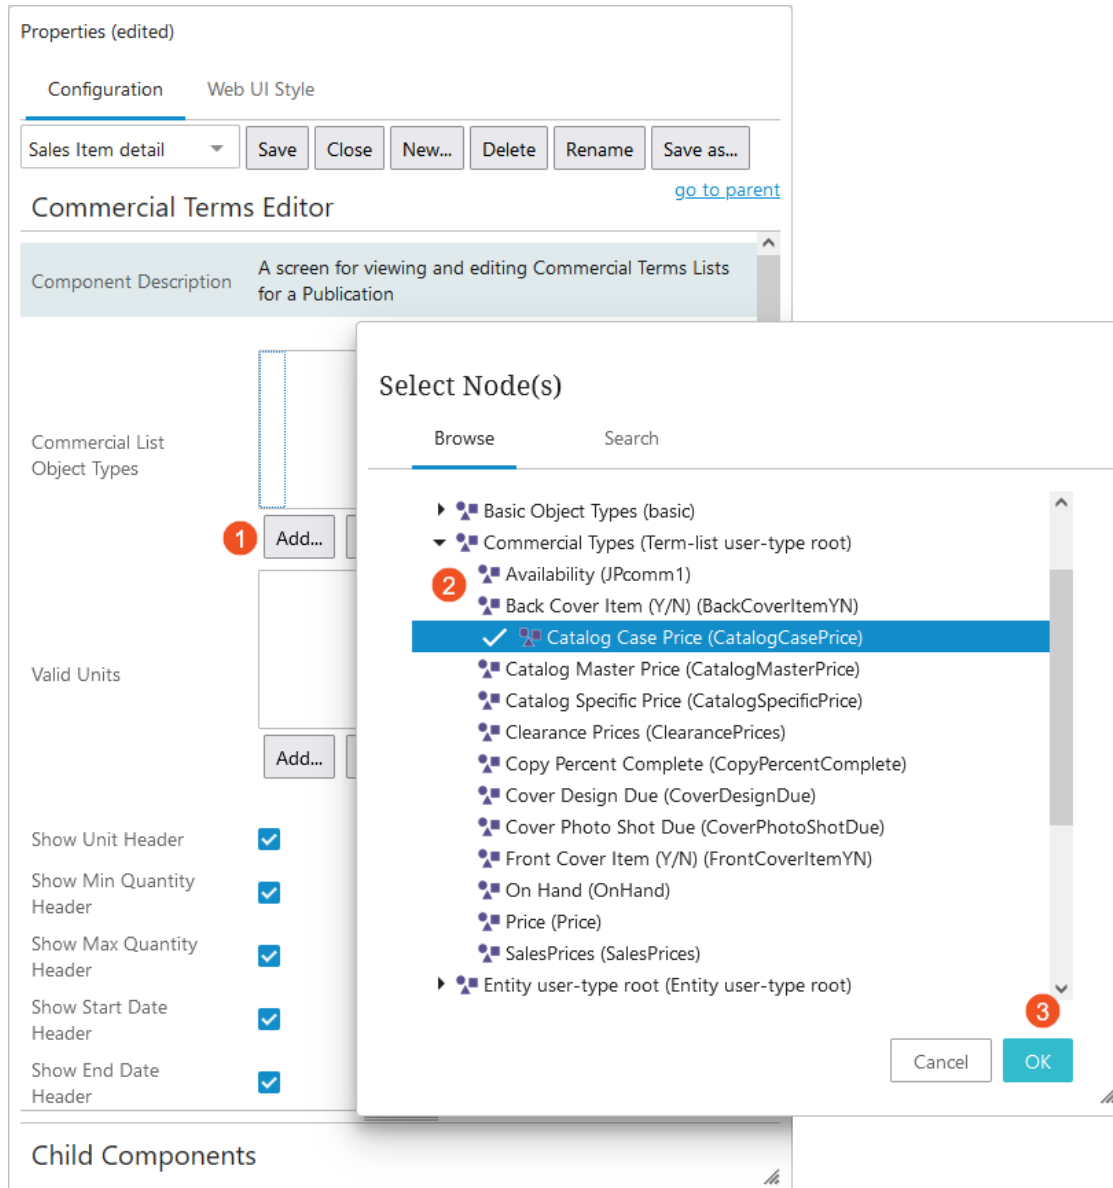 Properties (edited)
Configuration Web UI Style
Sales Item detail Save Close New... Delete Rename Save as...
go to parent
Commercial Terms Editor
Component Description
A screen for viewing and editing Commercial Terms Lists
for a Publication
Commercial List
Object Types
1 Add...
Valid Units
Add...
Show Unit Header
Show Min Quantity
Header
Show Max Quantity
Header
Show Start Date
Header
Show End Date
Header
Child Components
Select Node(s)
Browse Search
Basic Object Types (basic)
Commercial Types (Term-list user-type root)
2
Availability (JPcomm1)
Back Cover Item (Y/N) (BackCoverItemYN)
Catalog Case Price (CatalogCasePrice)
Catalog Master Price (CatalogMasterPrice)
Catalog Specific Price (CatalogSpecificPrice)
Clearance Prices (ClearancePrices)
Copy Percent Complete (CopyPercentComplete)
Cover Design Due (CoverDesignDue)
Cover Photo Shot Due (CoverPhotoShotDue)
Front Cover Item (Y/N) (FrontCoverItemYN)
On Hand (OnHand)
Price (Price)
SalesPrices (SalesPrices)
Entity user-type root (Entity user-type root)
3
Cancel OK